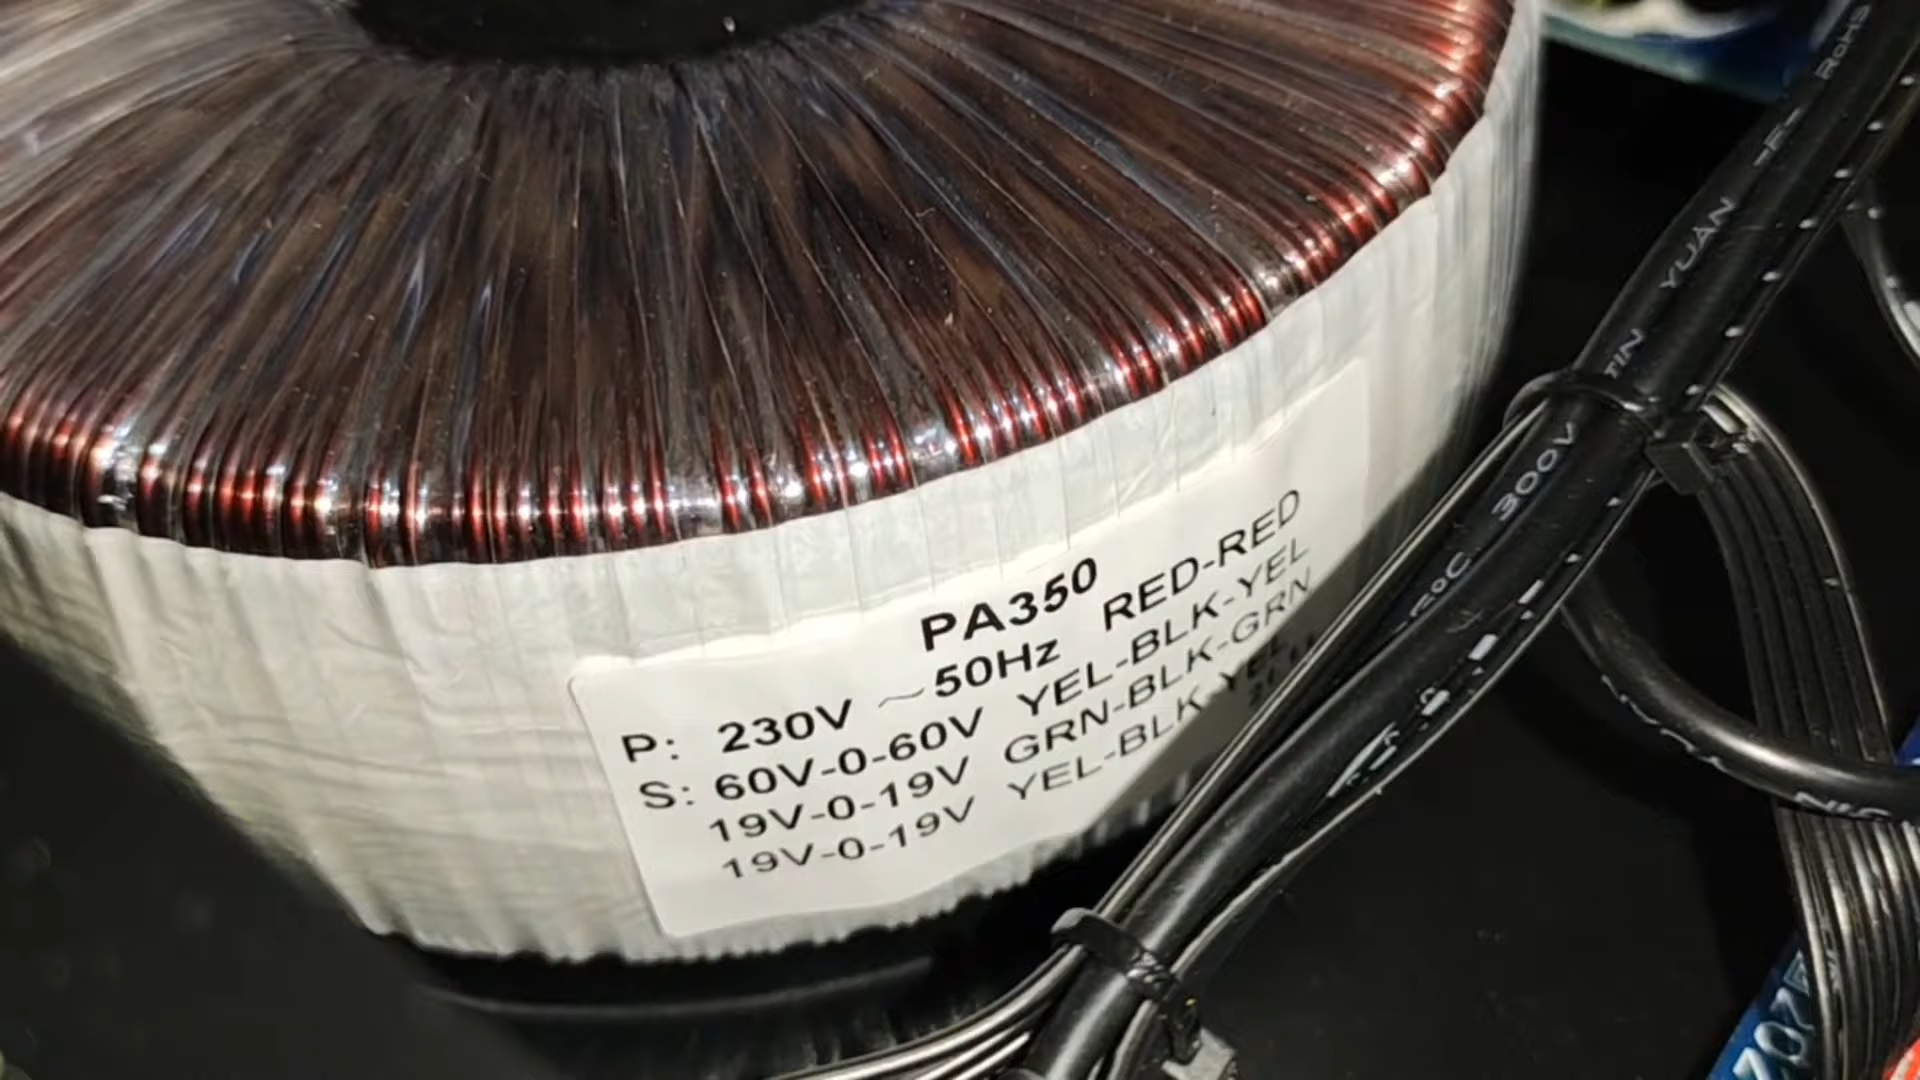 PA350
P: 230V ~50Hz RED-RED
S: 60V-0-60V YEL-BLK-YEL
19V-0-19V GRN-BLK-GRN
19V-0-19V YEL-BLK-YEL
RoHS
YUAN
300V